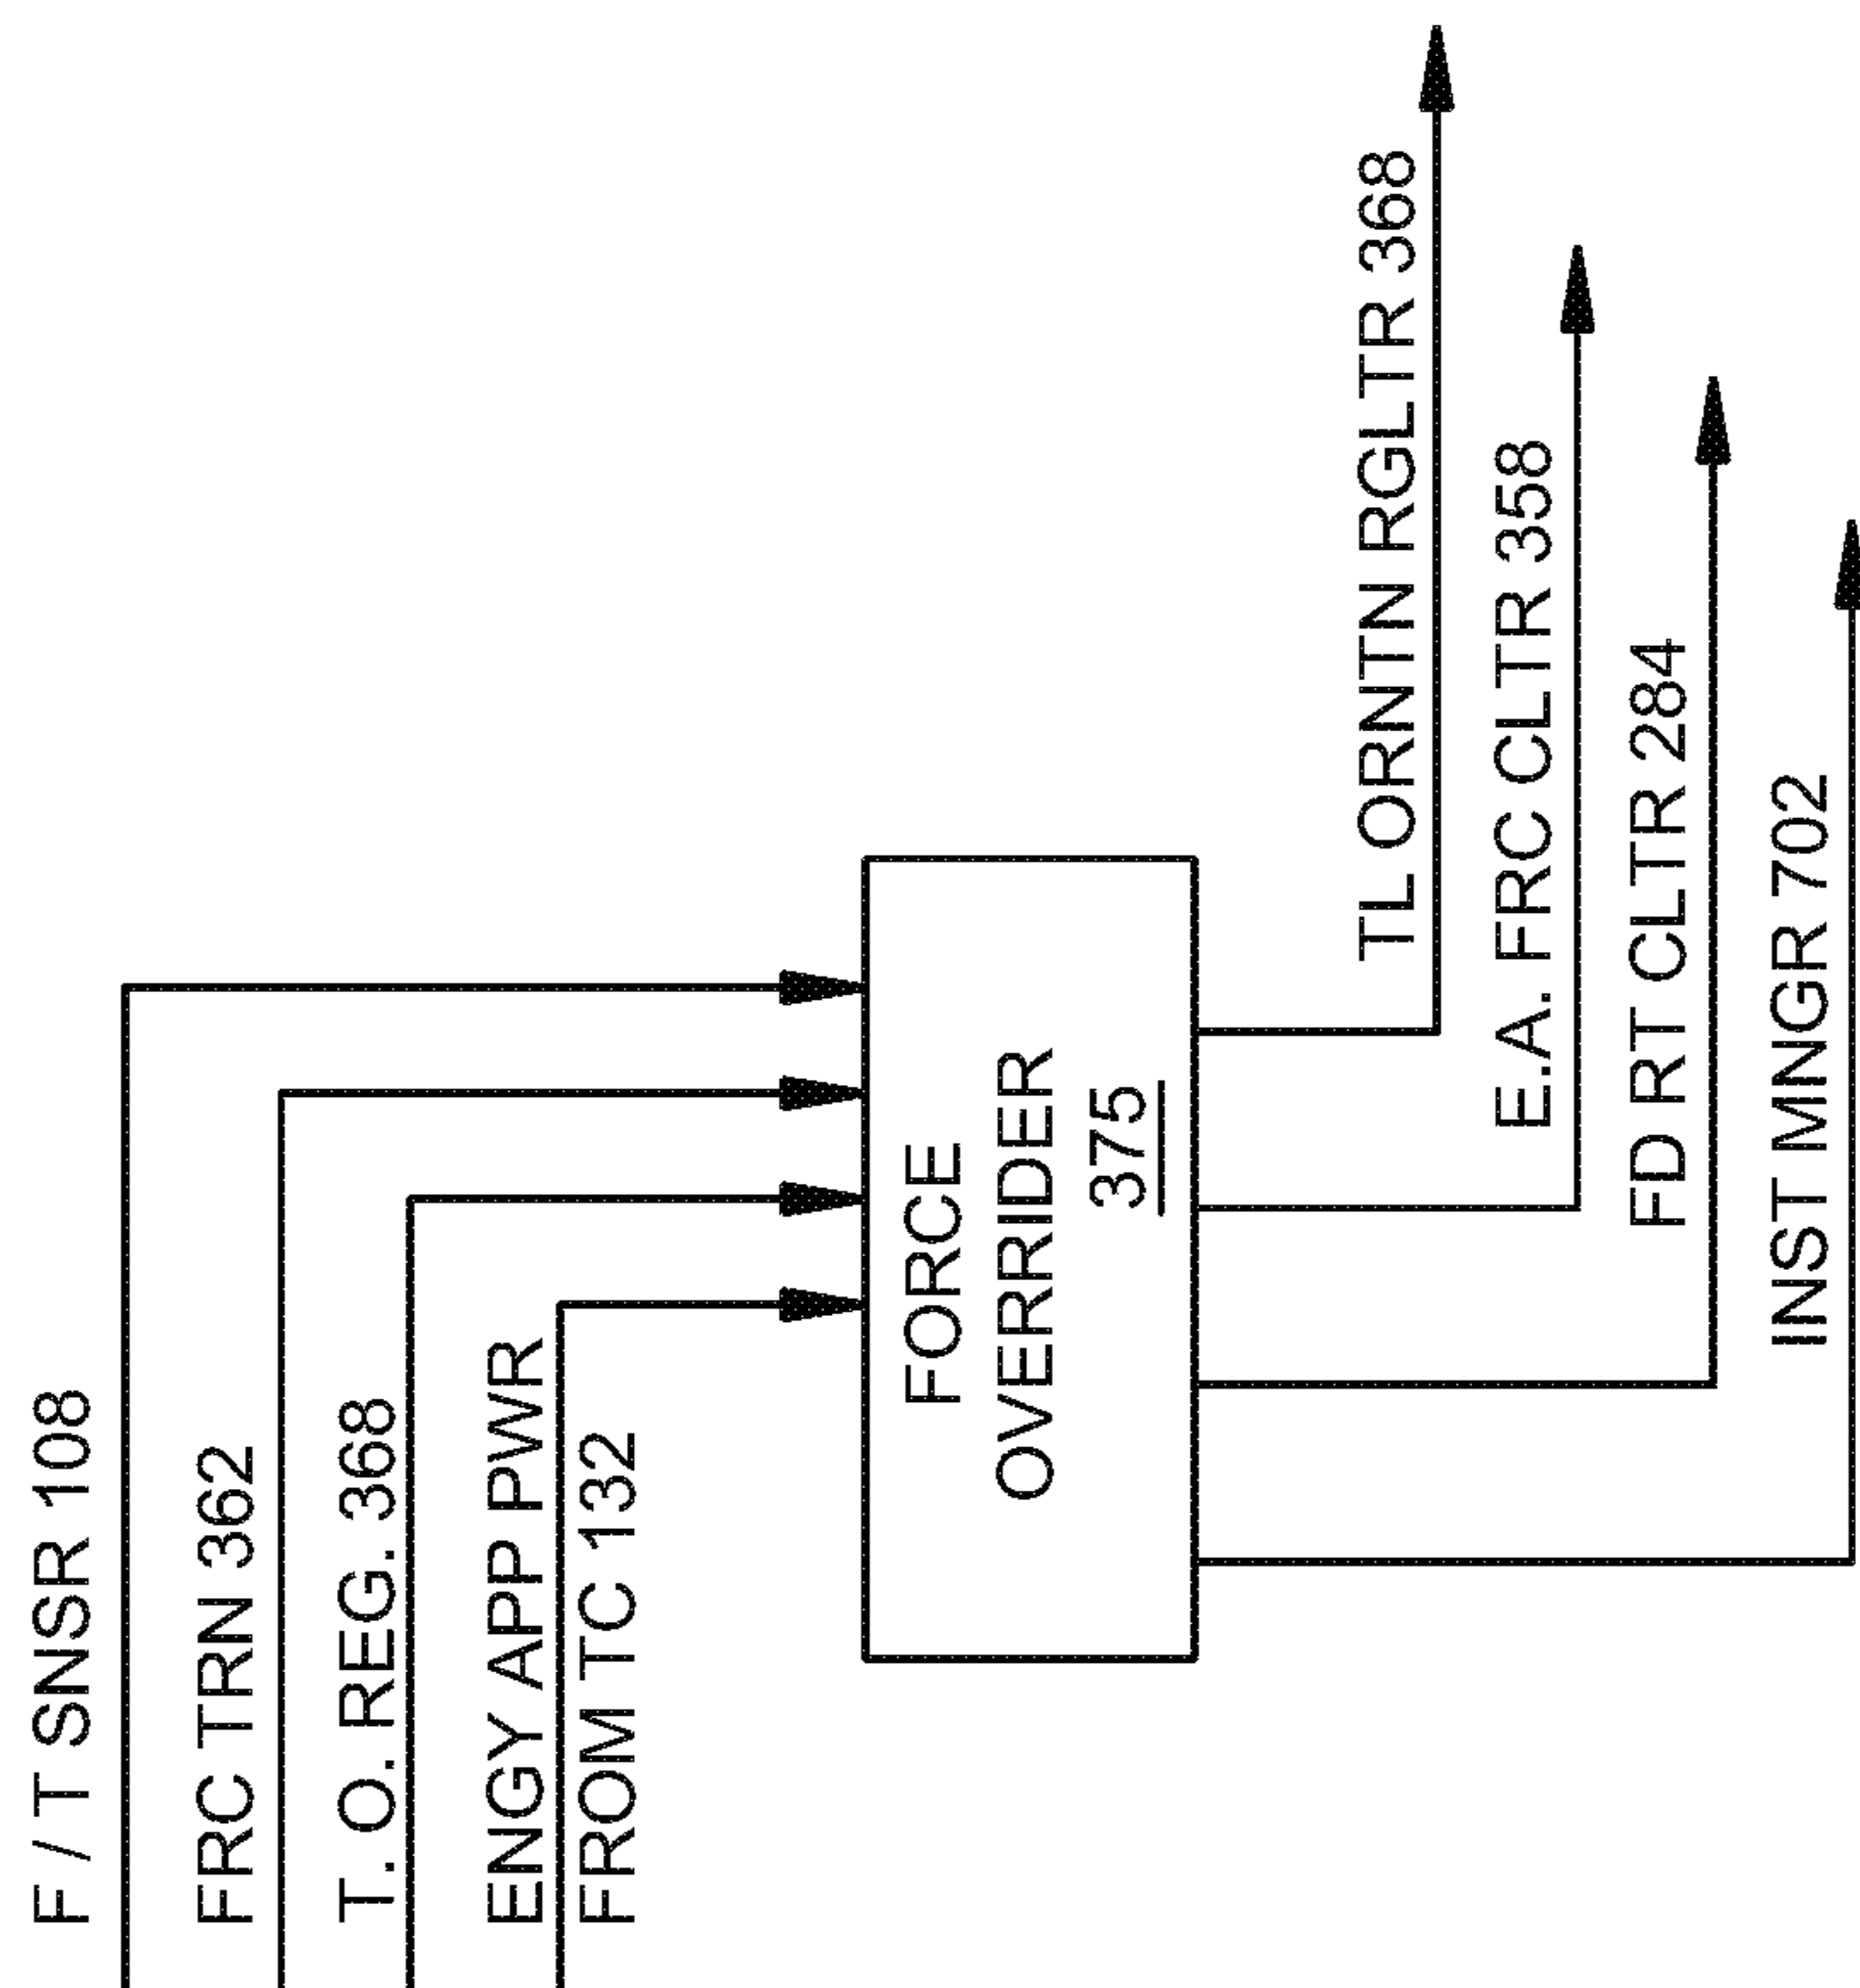 F / T SNSR 108
FRC TRN 362
T. O. REG. 368
ENGY APP PWR
FROM TC 132
FORCE
OVERRIDER
375
TL ORNTN RGLTR 368
E.A. FRC CLTR 358
FD RT CLTR 284
INST MNGR 702